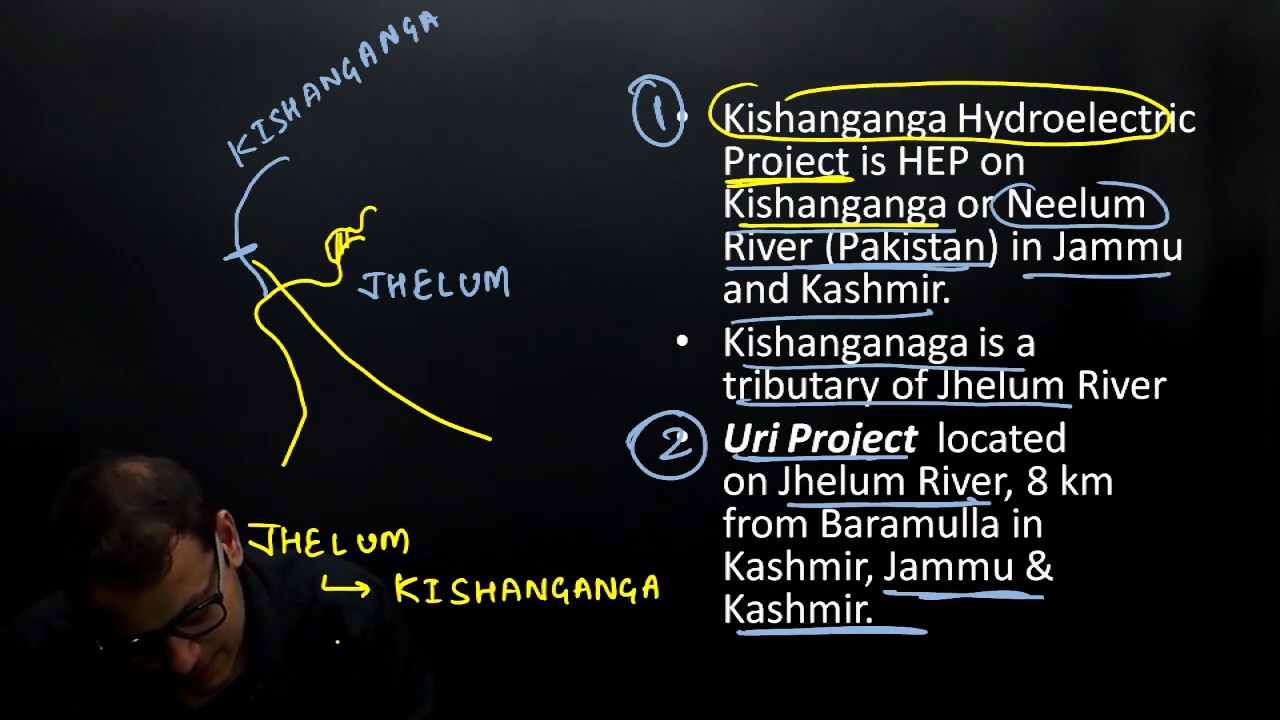 KISHANGANGA
JHELUM
JHELUM
↳ KISHANGANGA
1
• Kishanganga Hydroelectric
Project is HEP on
Kishanganga or Neelum
River (Pakistan) in Jammu
and Kashmir.
• Kishanganaga is a
tributary of Jhelum River
2
• Uri Project located
on Jhelum River, 8 km
from Baramulla in
Kashmir, Jammu &
Kashmir.